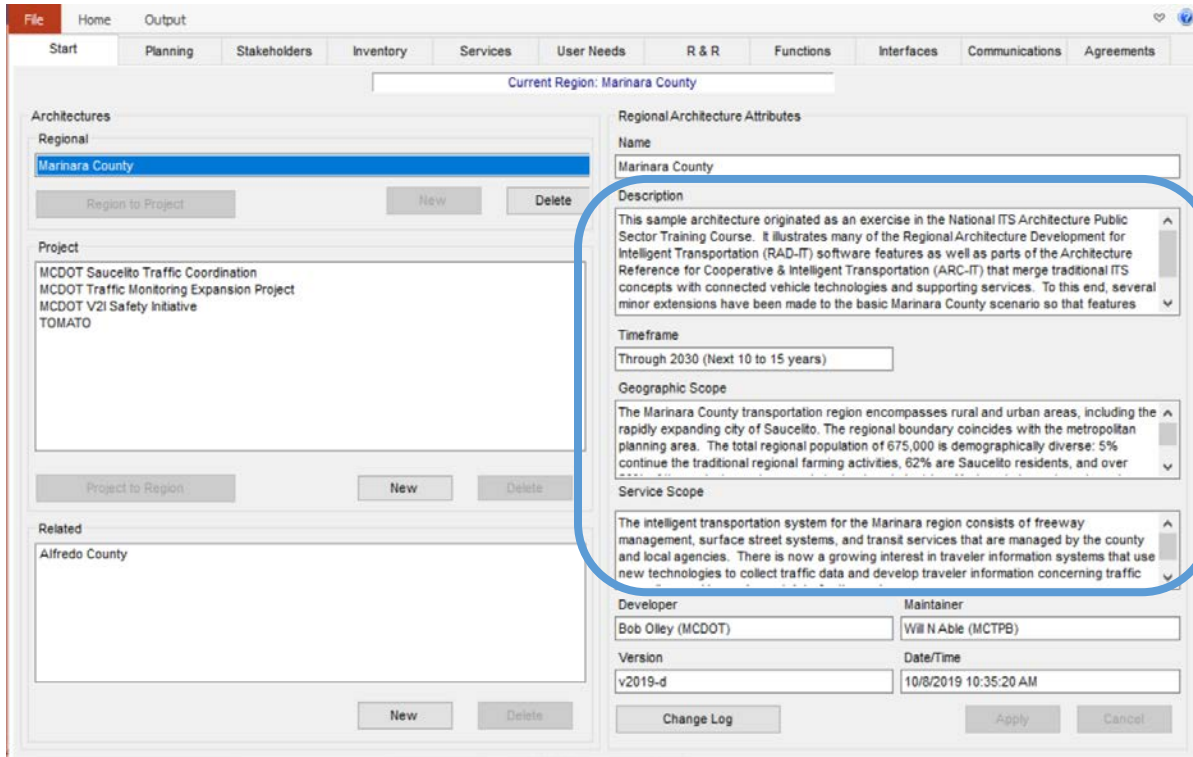 File Home Output
Start Planning Stakeholders Inventory Services User Needs R & R Functions Interfaces Communications Agreements
Current Region: Marinara County
Architectures
Regional
Marinara County
Region to Project New Delete
Project
MCDOT Saucelito Traffic Coordination
MCDOT Traffic Monitoring Expansion Project
MCDOT V2I Safety Initiative
TOMATO
Project to Region New Delete
Related
Alfredo County
New Delete
Regional Architecture Attributes
Name
Marinara County
Description
This sample architecture originated as an exercise in the National ITS Architecture Public
Sector Training Course. It illustrates many of the Regional Architecture Development for
Intelligent Transportation (RAD-IT) software features as well as parts of the Architecture
Reference for Cooperative & Intelligent Transportation (ARC-IT) that merge traditional ITS
concepts with connected vehicle technologies and supporting services. To this end, several
minor extensions have been made to the basic Marinara County scenario so that features
Timeframe
Through 2030 (Next 10 to 15 years)
Geographic Scope
The Marinara County transportation region encompasses rural and urban areas, including the
rapidly expanding city of Saucelito. The regional boundary coincides with the metropolitan
planning area. The total regional population of 675,000 is demographically diverse: 5%
continue the traditional regional farming activities, 62% are Saucelito residents, and over
Service Scope
The intelligent transportation system for the Marinara region consists of freeway
management, surface street systems, and transit services that are managed by the county
and local agencies. There is now a growing interest in traveler information systems that use
new technologies to collect traffic data and develop traveler information concerning traffic
Developer Maintainer
Bob Olley (MCDOT) Will N Able (MCTPB)
Version Date/Time
v2019-d 10/8/2019 10:35:20 AM
Change Log Apply Cancel